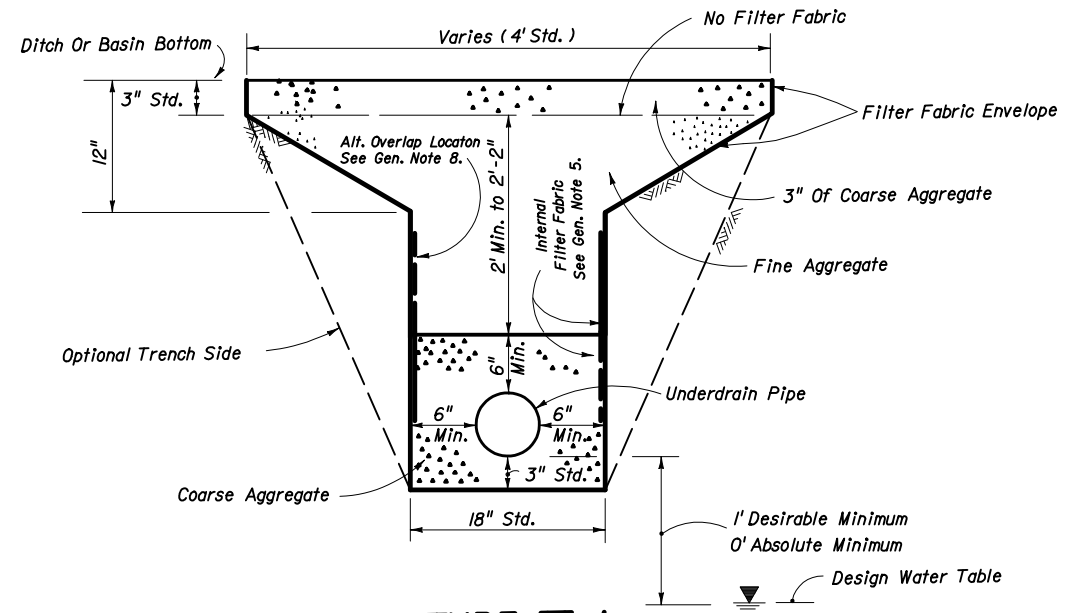 No Filter Fabric
Varies ( 4' Std. )
Ditch Or Basin Bottom
3" Std.
12"
Filter Fabric Envelope
Alt. Overlap Locaton
See Gen. Note 8.
2' Min. to 2'-2"
Internal
Filter Fabric
See Gen. Note 5.
3" Of Coarse Aggregate
Fine Aggregate
Optional Trench Side
6"
Min.
Underdrain Pipe
6"
Min.
6"
Min.
3" Std.
Coarse Aggregate
18" Std.
1' Desirable Minimum
0' Absolute Minimum
Design Water Table